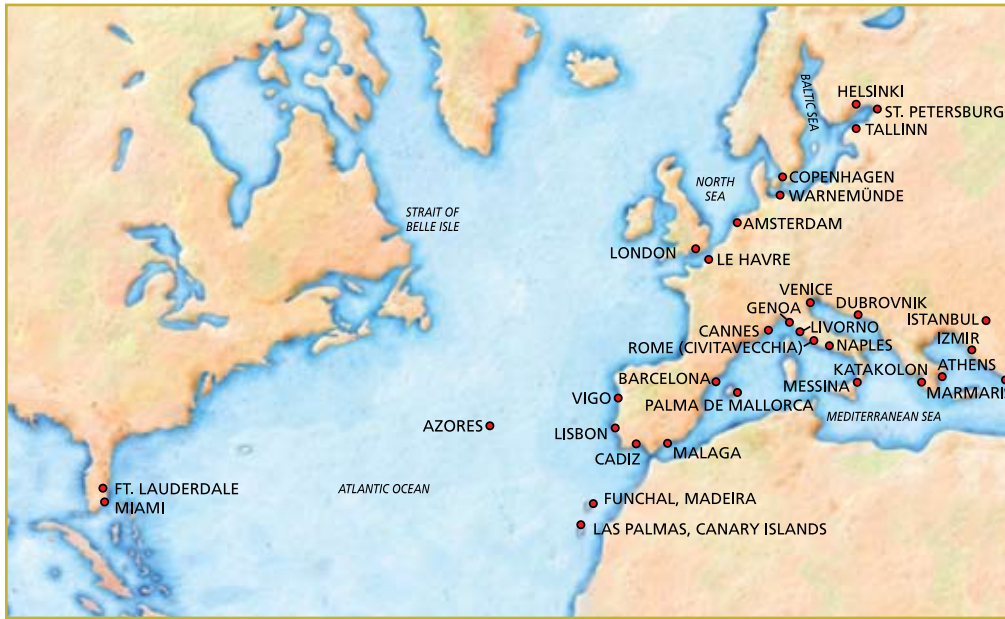 HELSINKI
ST. PETERSBURG
TALLINN
BALTIC SEA
COPENHAGEN
WARNEMÜNDE
NORTH
SEA
AMSTERDAM
STRAIT OF
BELLE ISLE
LONDON
LE HAVRE
VENICE
GENOA
DUBROVNIK
CANNES
LIVORNO
ISTANBUL
ROME (CIVITAVECCHIA)
NAPLES
IZMIR
BARCELONA
KATAKOLON
ATHENS
MESSINA
MARMARIS
VIGO
PALMA DE MALLORCA
MEDITERRANEAN SEA
AZORES
LISBON
CADIZ
MALAGA
FT. LAUDERDALE
MIAMI
ATLANTIC OCEAN
FUNCHAL, MADEIRA
LAS PALMAS, CANARY ISLANDS